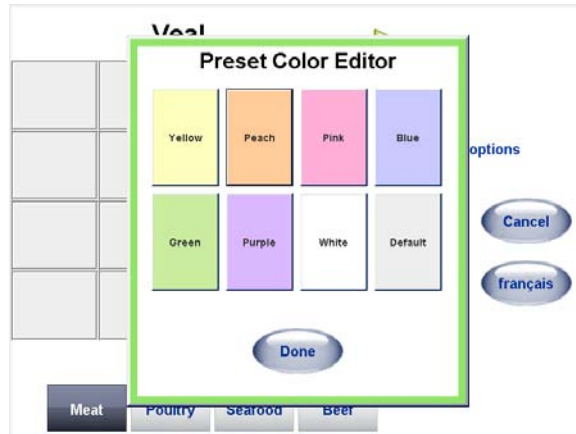 Veal
Preset Color Editor
Yellow Peach Pink Blue
options
Green Purple White Default
Cancel
français
Done
Meat Poultry Seafood Beef